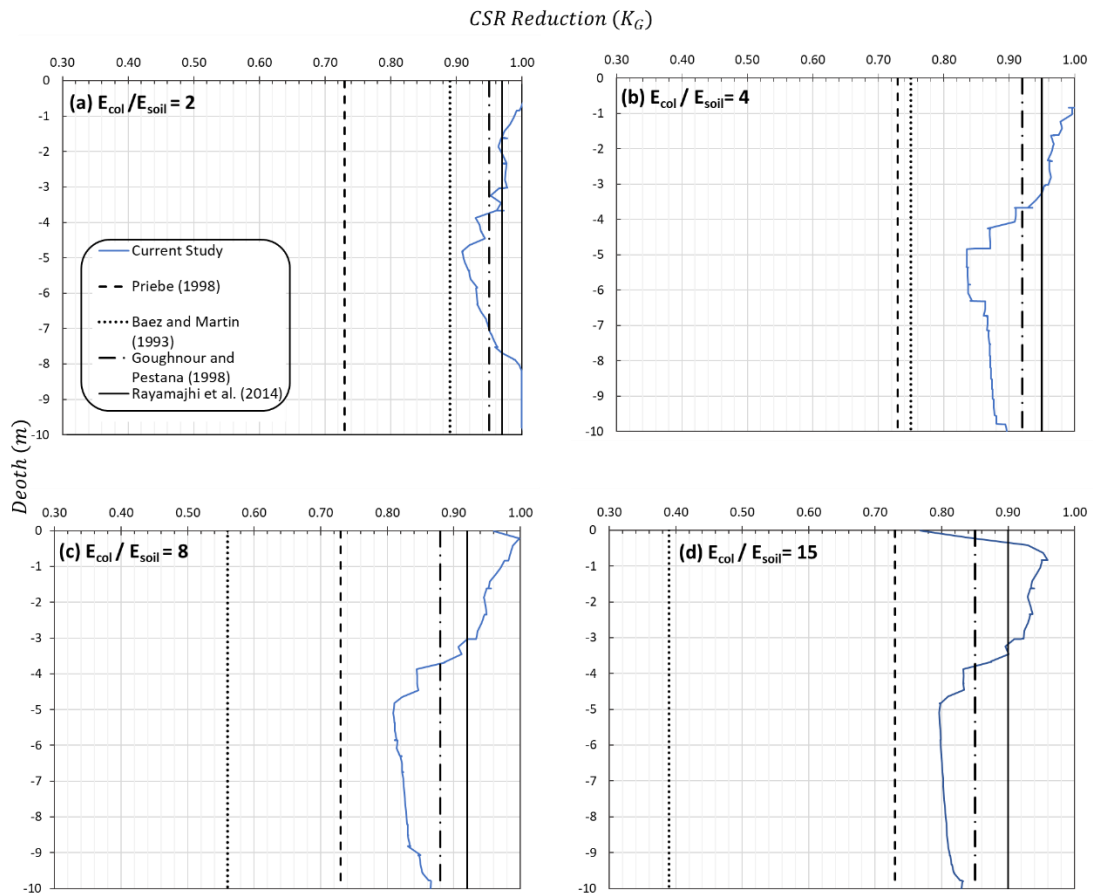 CSR Reduction (K_G)
0.30 0.40 0.50 0.60 0.70 0.80 0.90 1.00
0
-1
-2
-3
-4
-5
-6
-7
-8
-9
-10
(a) E_col /E_soil = 2
Current Study
Priebe (1998)
Baez and Martin
(1993)
Goughnour and
Pestana (1998)
Rayamajhi et al. (2014)
0.30 0.40 0.50 0.60 0.70 0.80 0.90 1.00
0
-1
-2
-3
-4
-5
-6
-7
-8
-9
-10
(b) E_col / E_soil = 4
Deoth (m)
0.30 0.40 0.50 0.60 0.70 0.80 0.90 1.00
0
-1
-2
-3
-4
-5
-6
-7
-8
-9
-10
(c) E_col / E_soil = 8
0.30 0.40 0.50 0.60 0.70 0.80 0.90 1.00
0
-1
-2
-3
-4
-5
-6
-7
-8
-9
-10
(d) E_col / E_soil = 15